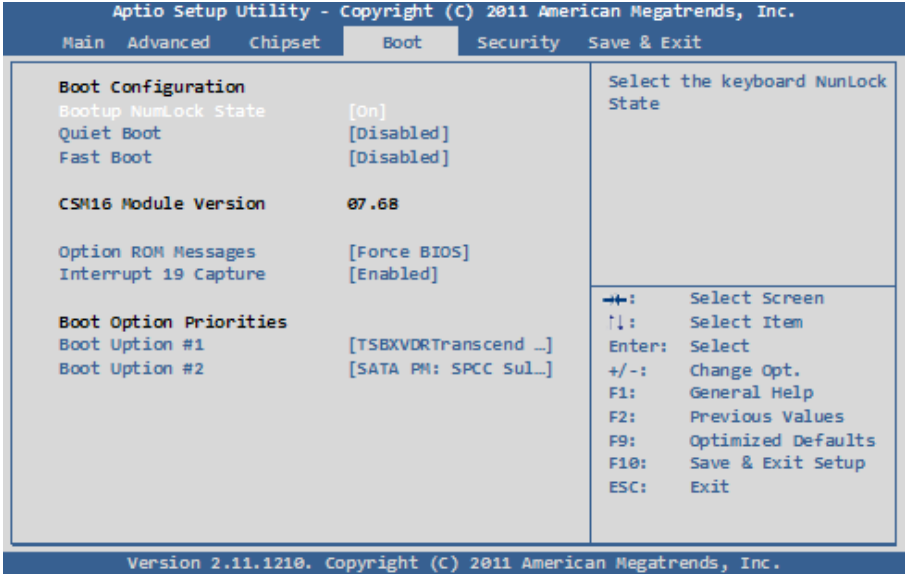 Aptio Setup Utility - Copyright (C) 2011 American Megatrends, Inc.
Main Advanced Chipset Boot Security Save & Exit
Boot Configuration
Bootup NumLock State [On]
Quiet Boot [Disabled]
Fast Boot [Disabled]
CSM16 Module Version 07.68
Option ROM Messages [Force BIOS]
Interrupt 19 Capture [Enabled]
Boot Option Priorities
Boot Uption #1 [TSBXVDRTranscend …]
Boot Uption #2 [SATA PM: SPCC Sul…]
Select the keyboard NunLock
State
→←: Select Screen
↑↓: Select Item
Enter: Select
+/-: Change Opt.
F1: General Help
F2: Previous Values
F9: Optimized Defaults
F10: Save & Exit Setup
ESC: Exit
Version 2.11.1210. Copyright (C) 2011 American Megatrends, Inc.